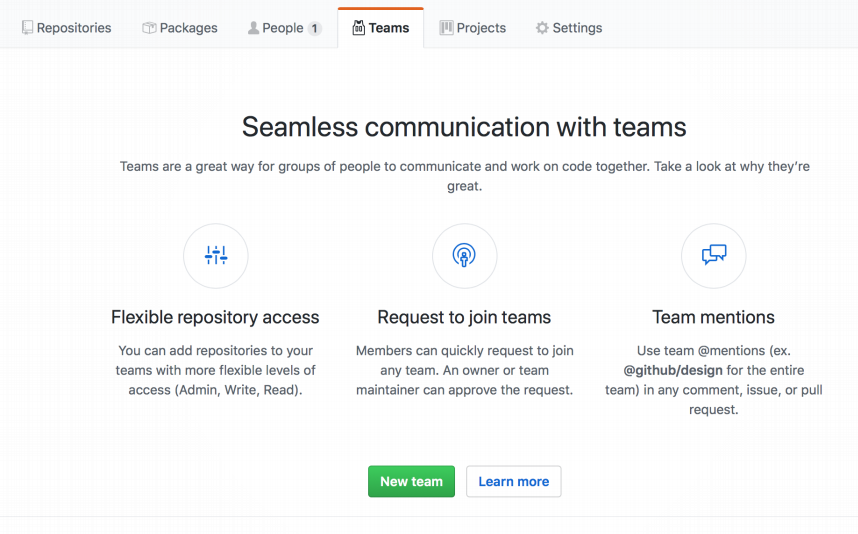 Repositories Packages People 1 Teams Projects Settings
Seamless communication with teams
Teams are a great way for groups of people to communicate and work on code together. Take a look at why they’re
great.
Flexible repository access
You can add repositories to your
teams with more flexible levels of
access (Admin, Write, Read).
Request to join teams
Members can quickly request to join
any team. An owner or team
maintainer can approve the request.
Team mentions
Use team @mentions (ex.
@github/design for the entire
team) in any comment, issue, or pull
request.
New team Learn more